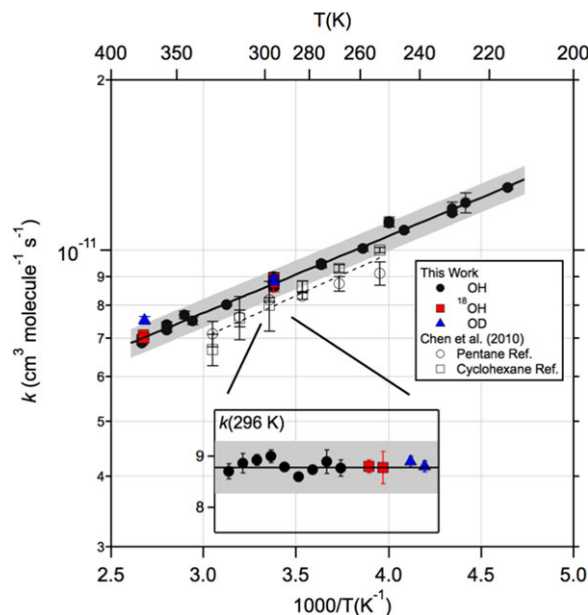 T(K)
400 350 300 280 260 240 220 200
2
10⁻¹¹
9
8
7
6
5
4
3
k (cm³ molecule⁻¹ s⁻¹)
This Work
OH
¹⁸OH
OD
Chen et al. (2010)
Pentane Ref.
Cyclohexane Ref.
k(296 K)
9
8
2.5 3.0 3.5 4.0 4.5 5.0
1000/T(K⁻¹)